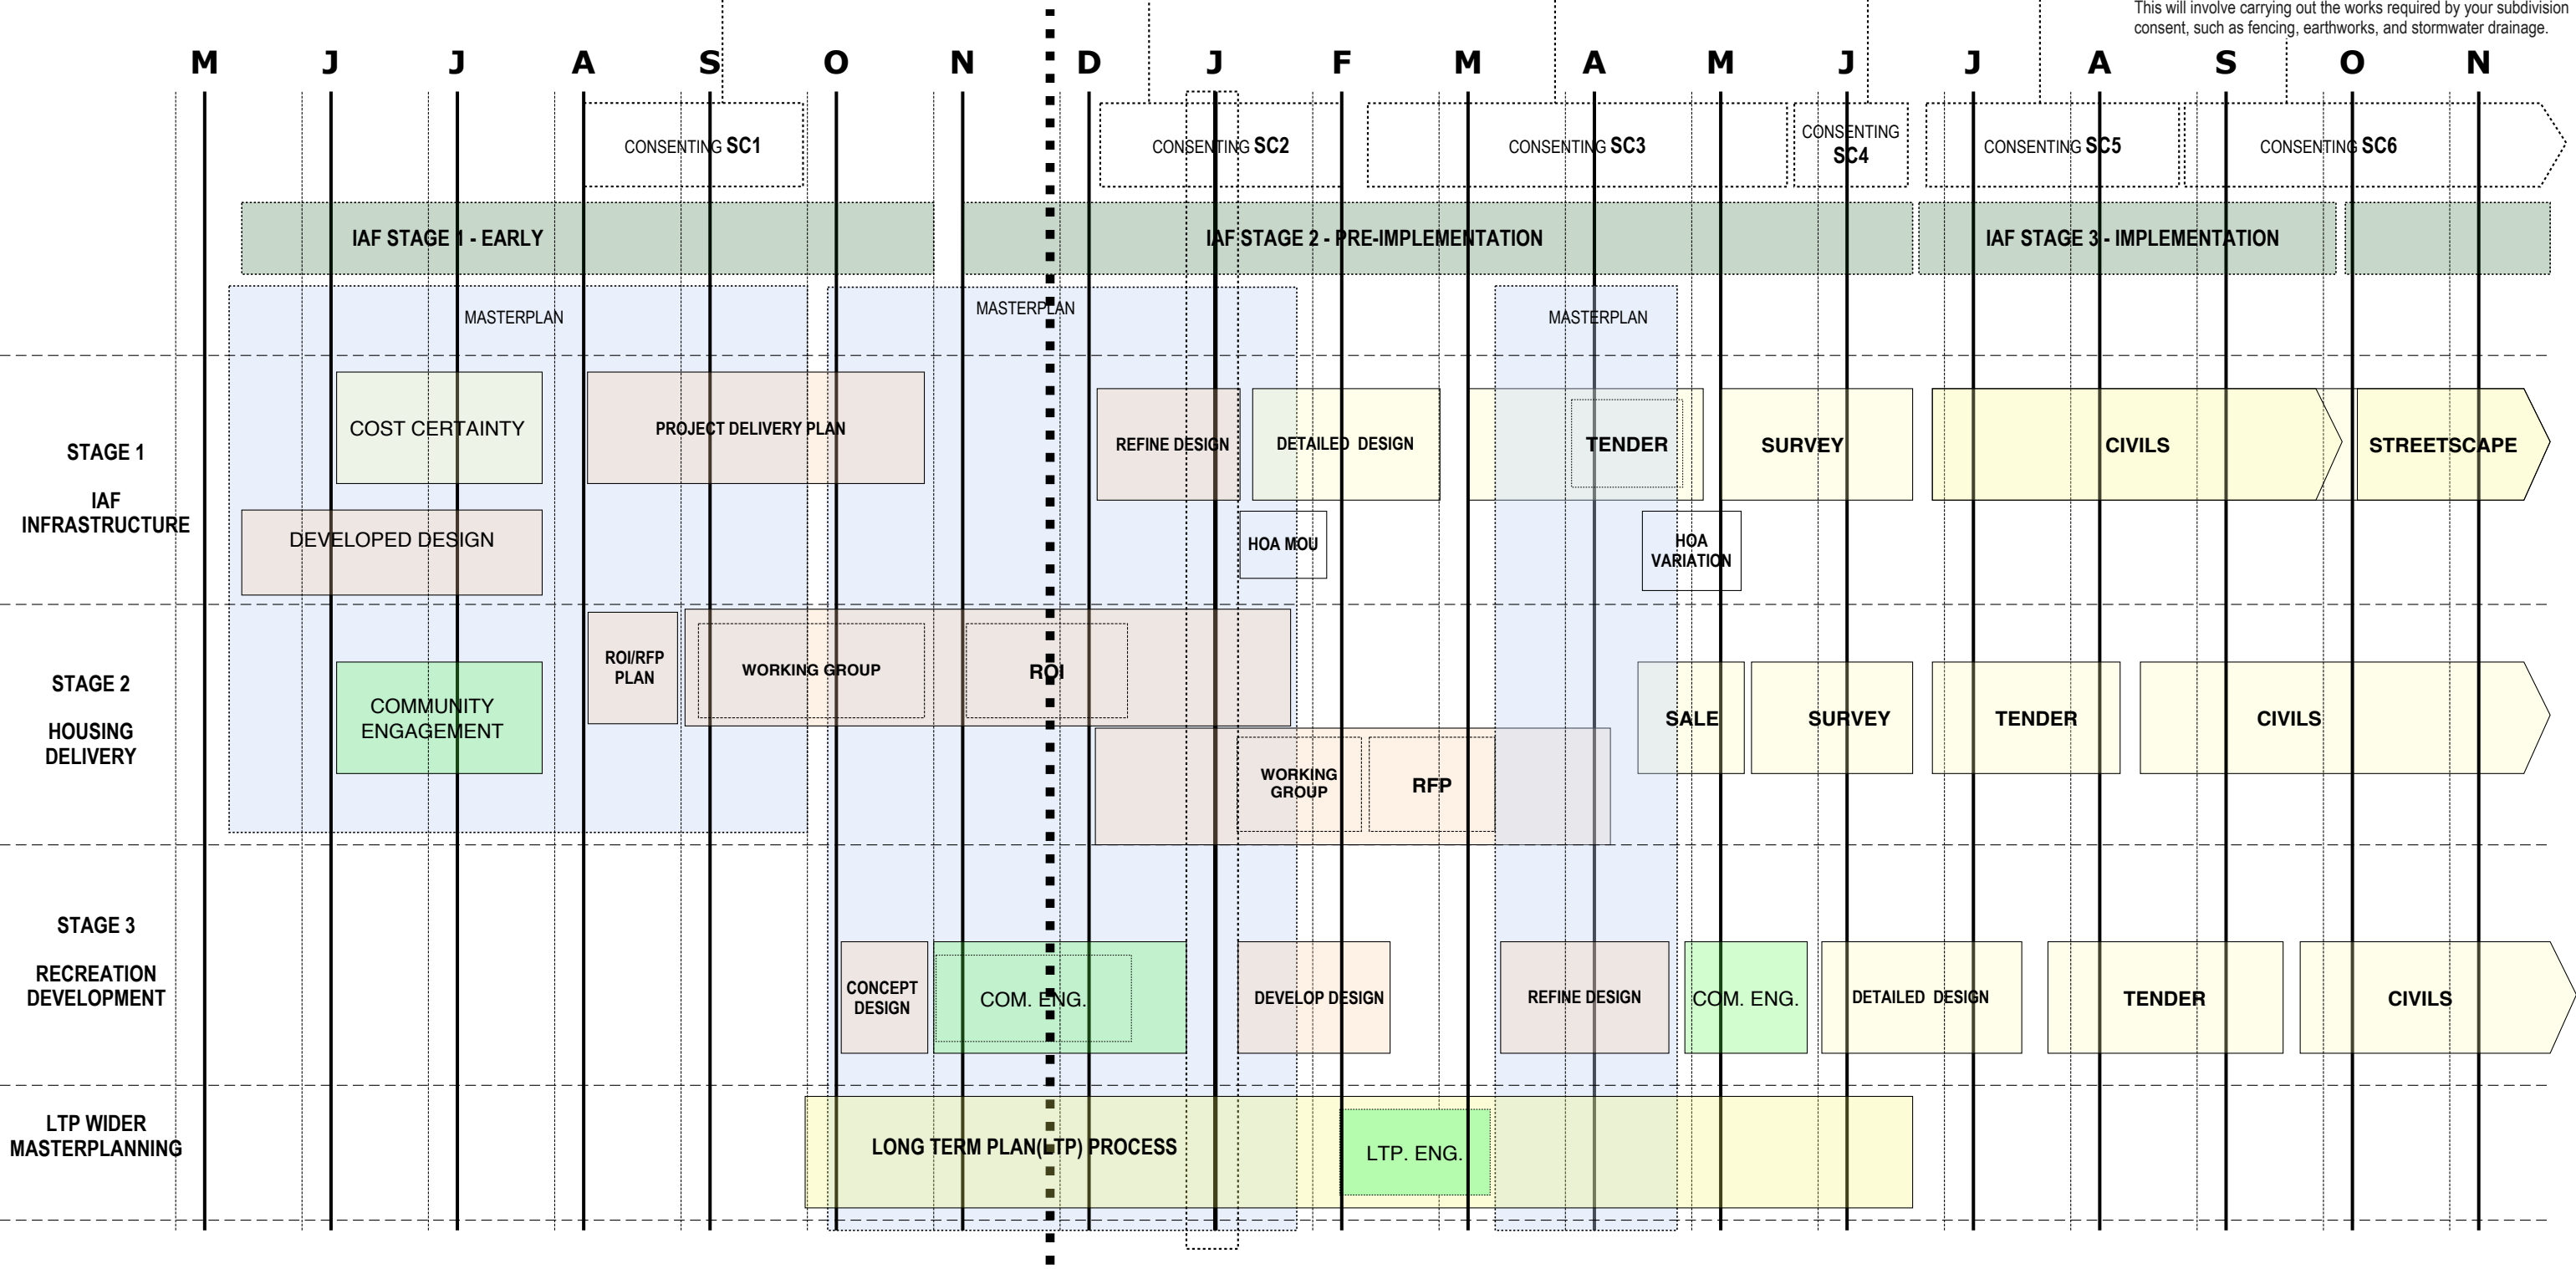 This will involve carrying out the works required by your subdivision
consent, such as fencing, earthworks, and stormwater drainage.
M J J A S O N D J F M A M J J A S O N
CONSENTING SC1
CONSENTING SC2
CONSENTING SC3
CONSENTING
SC4
CONSENTING SC5
CONSENTING SC6
IAF STAGE 1 - EARLY
IAF STAGE 2 - PRE-IMPLEMENTATION
IAF STAGE 3 - IMPLEMENTATION
MASTERPLAN
MASTERPLAN
MASTERPLAN
STAGE 1
IAF
INFRASTRUCTURE
COST CERTAINTY
PROJECT DELIVERY PLAN
REFINE DESIGN
DETAILED DESIGN
TENDER
SURVEY
CIVILS
STREETSCAPE
DEVELOPED DESIGN
HOA MOU
HOA
VARIATION
STAGE 2
HOUSING
DELIVERY
COMMUNITY
ENGAGEMENT
ROI/RFP
PLAN
WORKING GROUP
ROI
WORKING
GROUP
RFP
SALE
SURVEY
TENDER
CIVILS
STAGE 3
RECREATION
DEVELOPMENT
CONCEPT
DESIGN
COM. ENG.
DEVELOP DESIGN
REFINE DESIGN
COM. ENG.
DETAILED DESIGN
TENDER
CIVILS
LTP WIDER
MASTERPLANNING
LONG TERM PLAN(LTP) PROCESS
LTP. ENG.